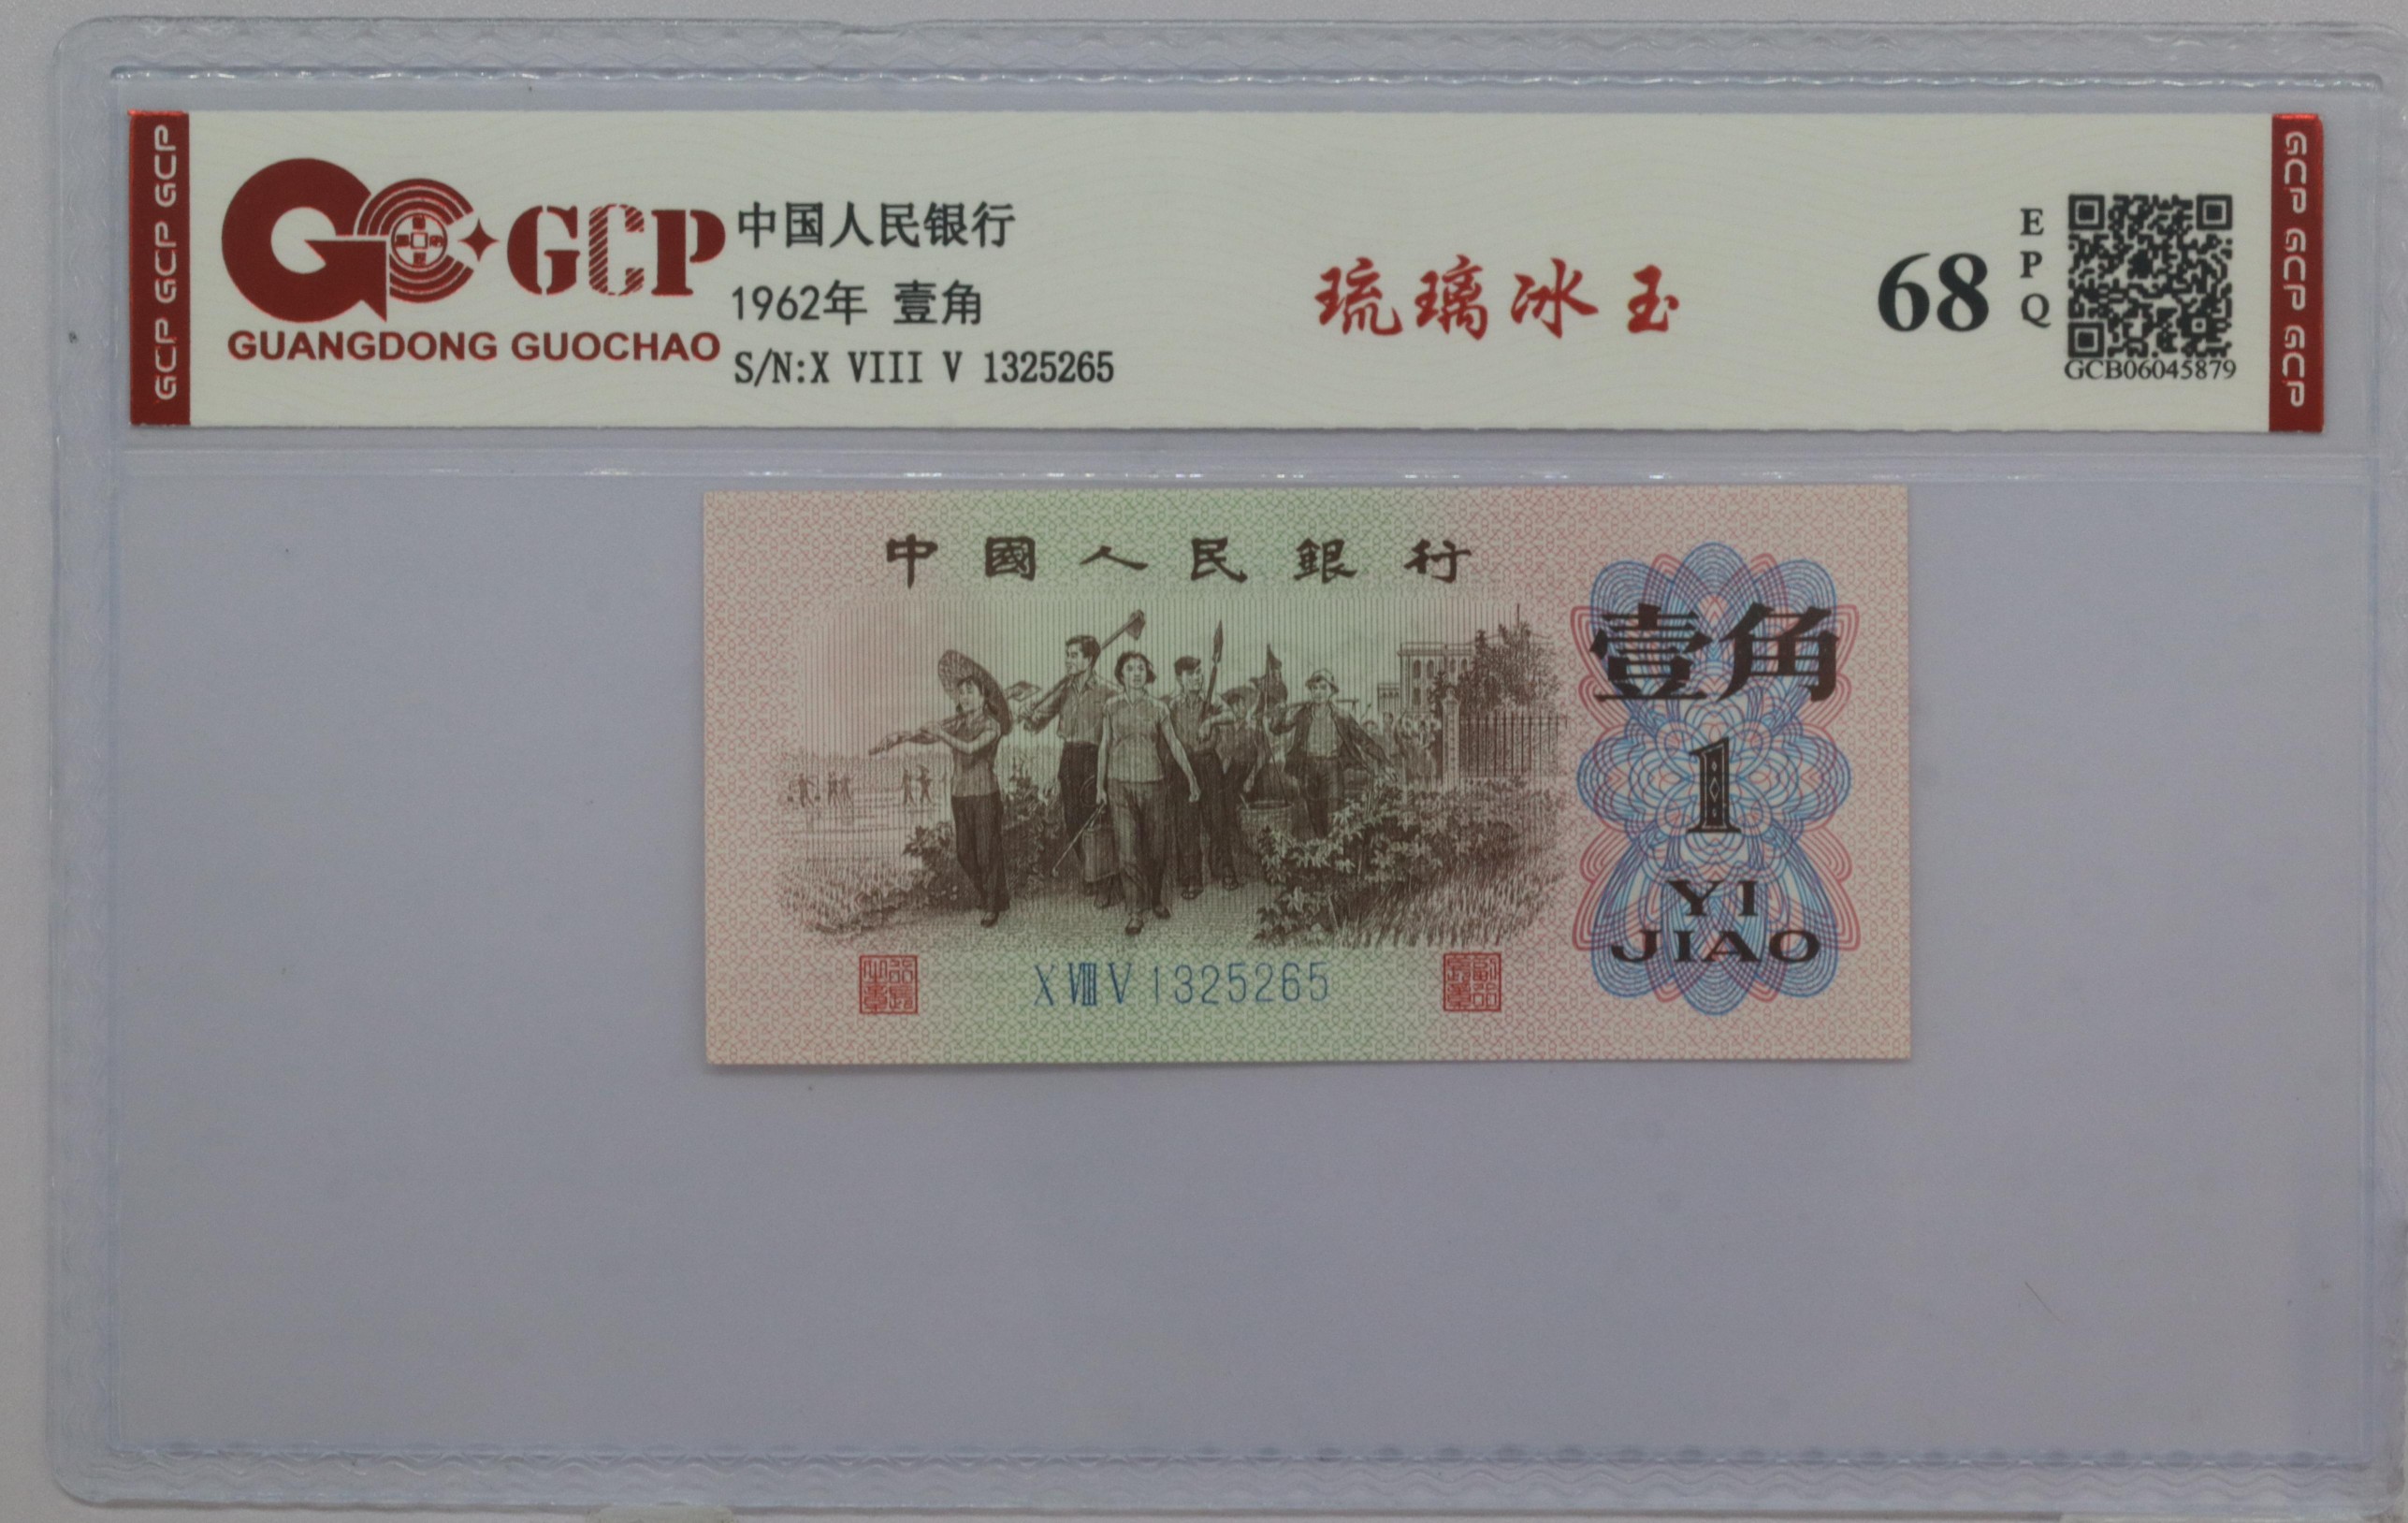 GCP GCP GCP
GCP
GUANGDONG GUOCHAO
中国人民银行
1962年 壹角
S/N:X VIII V 1325265
琉璃冰玉
68
EPQ
GCB06045879
GCP GCP GCP
中國人民銀行
壹角
1
YI
JIAO
X VIII V 1325265